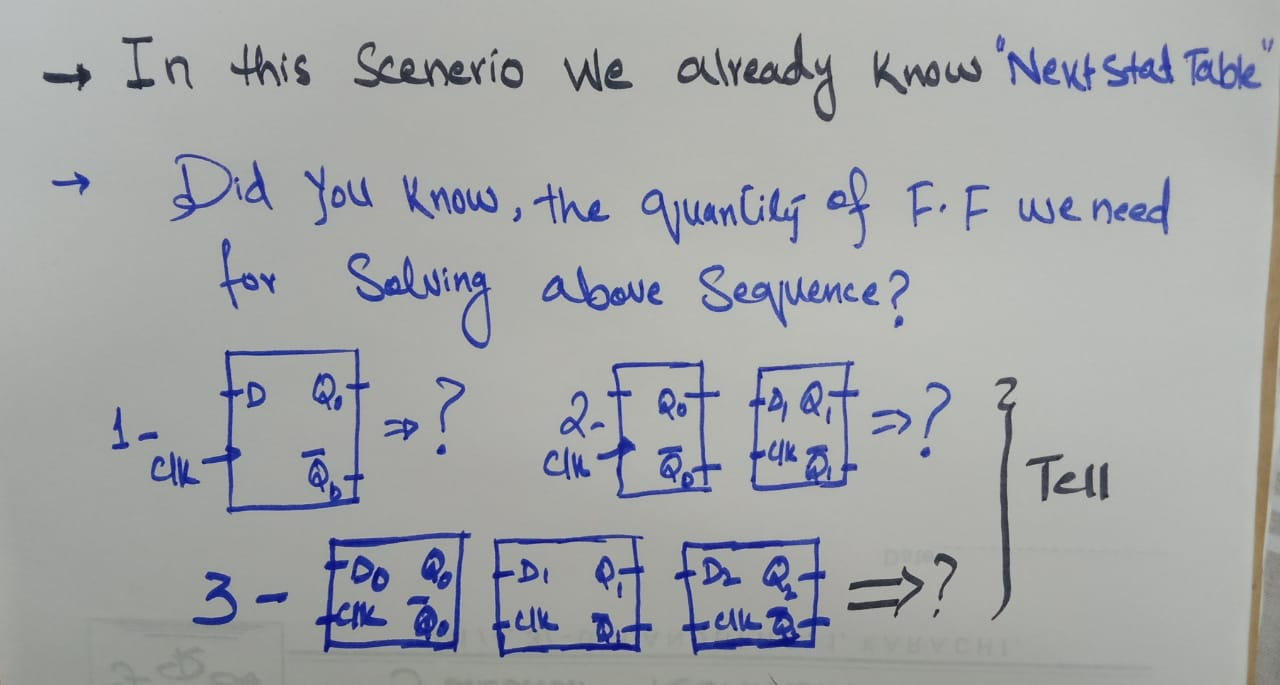 → In this Scenerio We already Know "Next Stat Table"
→ Did You Know, the quantity of F.F we need
for Solving above Sequence?
1- D Q₀ Clk Q̅₀ ⇒ ?
2- Q₀ Clk Q̅₀ D₁ Q₁ Clk Q̅₁ ⇒ ?
3- D₀ Q₀ Clk Q̅₀ D₁ Q₁ Clk Q̅₁ D₂ Q₂ Clk Q̅₂ ⇒ ?
Tell